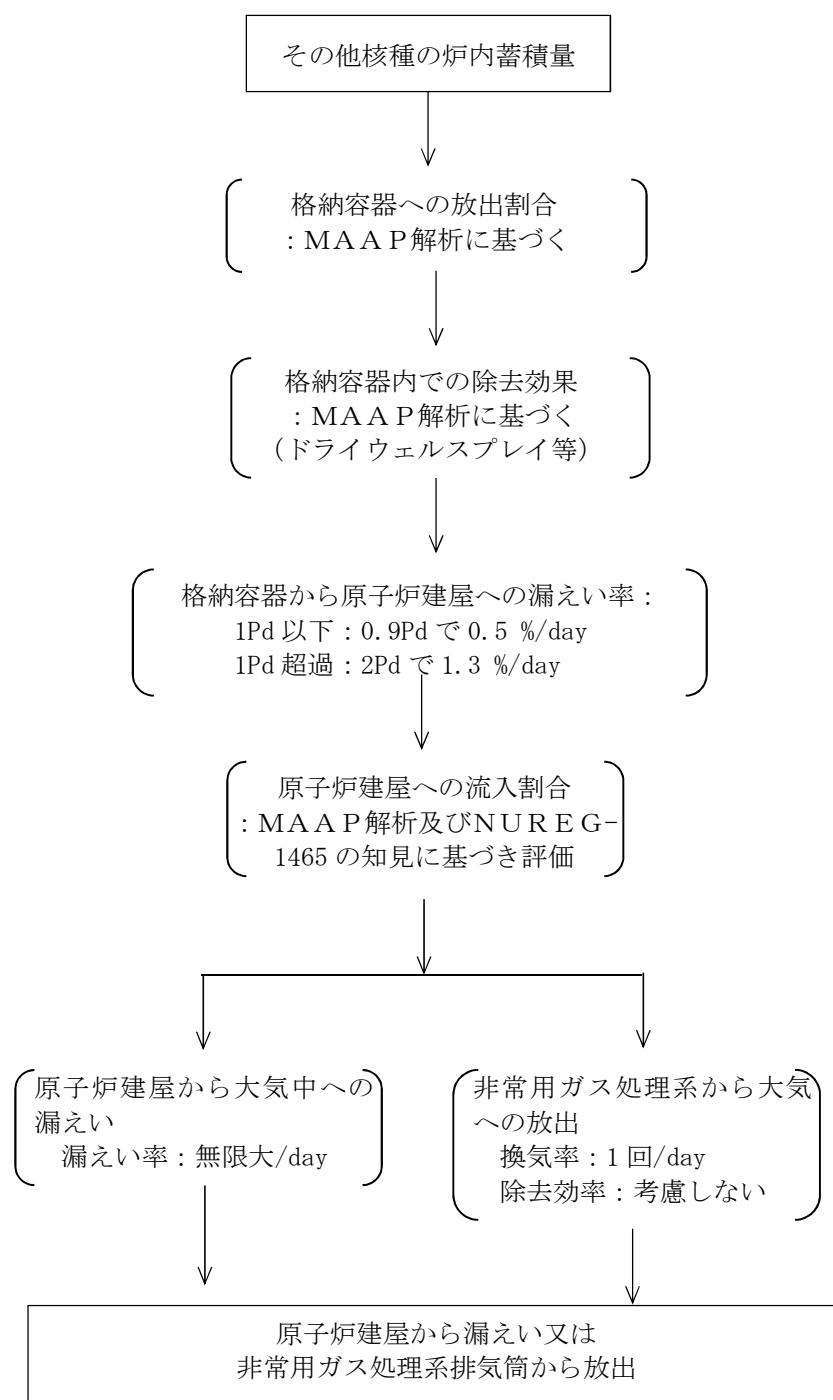 その他核種の炉内蓄積量
格納容器への放出割合
：ＭＡＡＰ解析に基づく
格納容器内での除去効果
：ＭＡＡＰ解析に基づく
（ドライウェルスプレイ等）
格納容器から原子炉建屋への漏えい率：
1Pd 以下：0.9Pd で 0.5 %/day
1Pd 超過：2Pd で 1.3 %/day
原子炉建屋への流入割合
：ＭＡＡＰ解析及びＮＵＲＥＧ-
1465 の知見に基づき評価
原子炉建屋から大気中への
漏えい
漏えい率：無限大/day
非常用ガス処理系から大気
への放出
換気率：1 回/day
除去効率：考慮しない
原子炉建屋から漏えい又は
非常用ガス処理系排気筒から放出